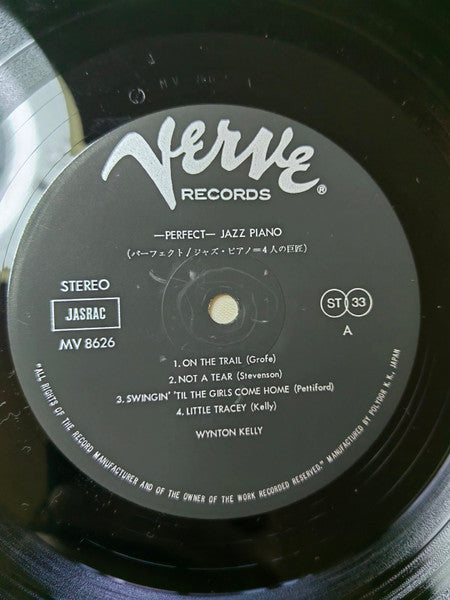 Verve
RECORDS ®
—PERFECT— JAZZ PIANO
(パーフェクト/ジャズ・ピアノ=4人の巨匠)
STEREO
JASRAC
MV 8626
ST 33
A
1. ON THE TRAIL (Grofe)
2. NOT A TEAR (Stevenson)
3. SWINGIN' 'TIL THE GIRLS COME HOME (Pettiford)
4. LITTLE TRACEY (Kelly)
WYNTON KELLY
"ALL RIGHTS OF THE RECORD MANUFACTURER AND OF THE OWNER OF THE WORK RECORDED RESERVED." MANUFACTURED BY POLYDOR K.K., JAPAN